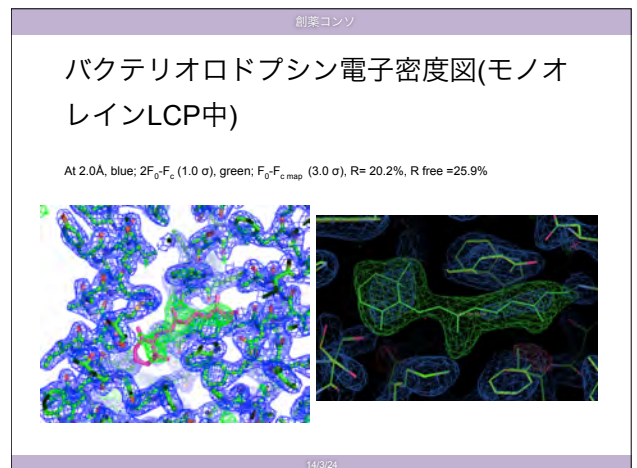 創薬コンソ
バクテリオロドプシン電子密度図(モノオ
レインLCP中)
At 2.0Å, blue; 2F0-Fc (1.0 σ), green; F0-Fc map (3.0 σ), R= 20.2%, R free =25.9%
14/3/24